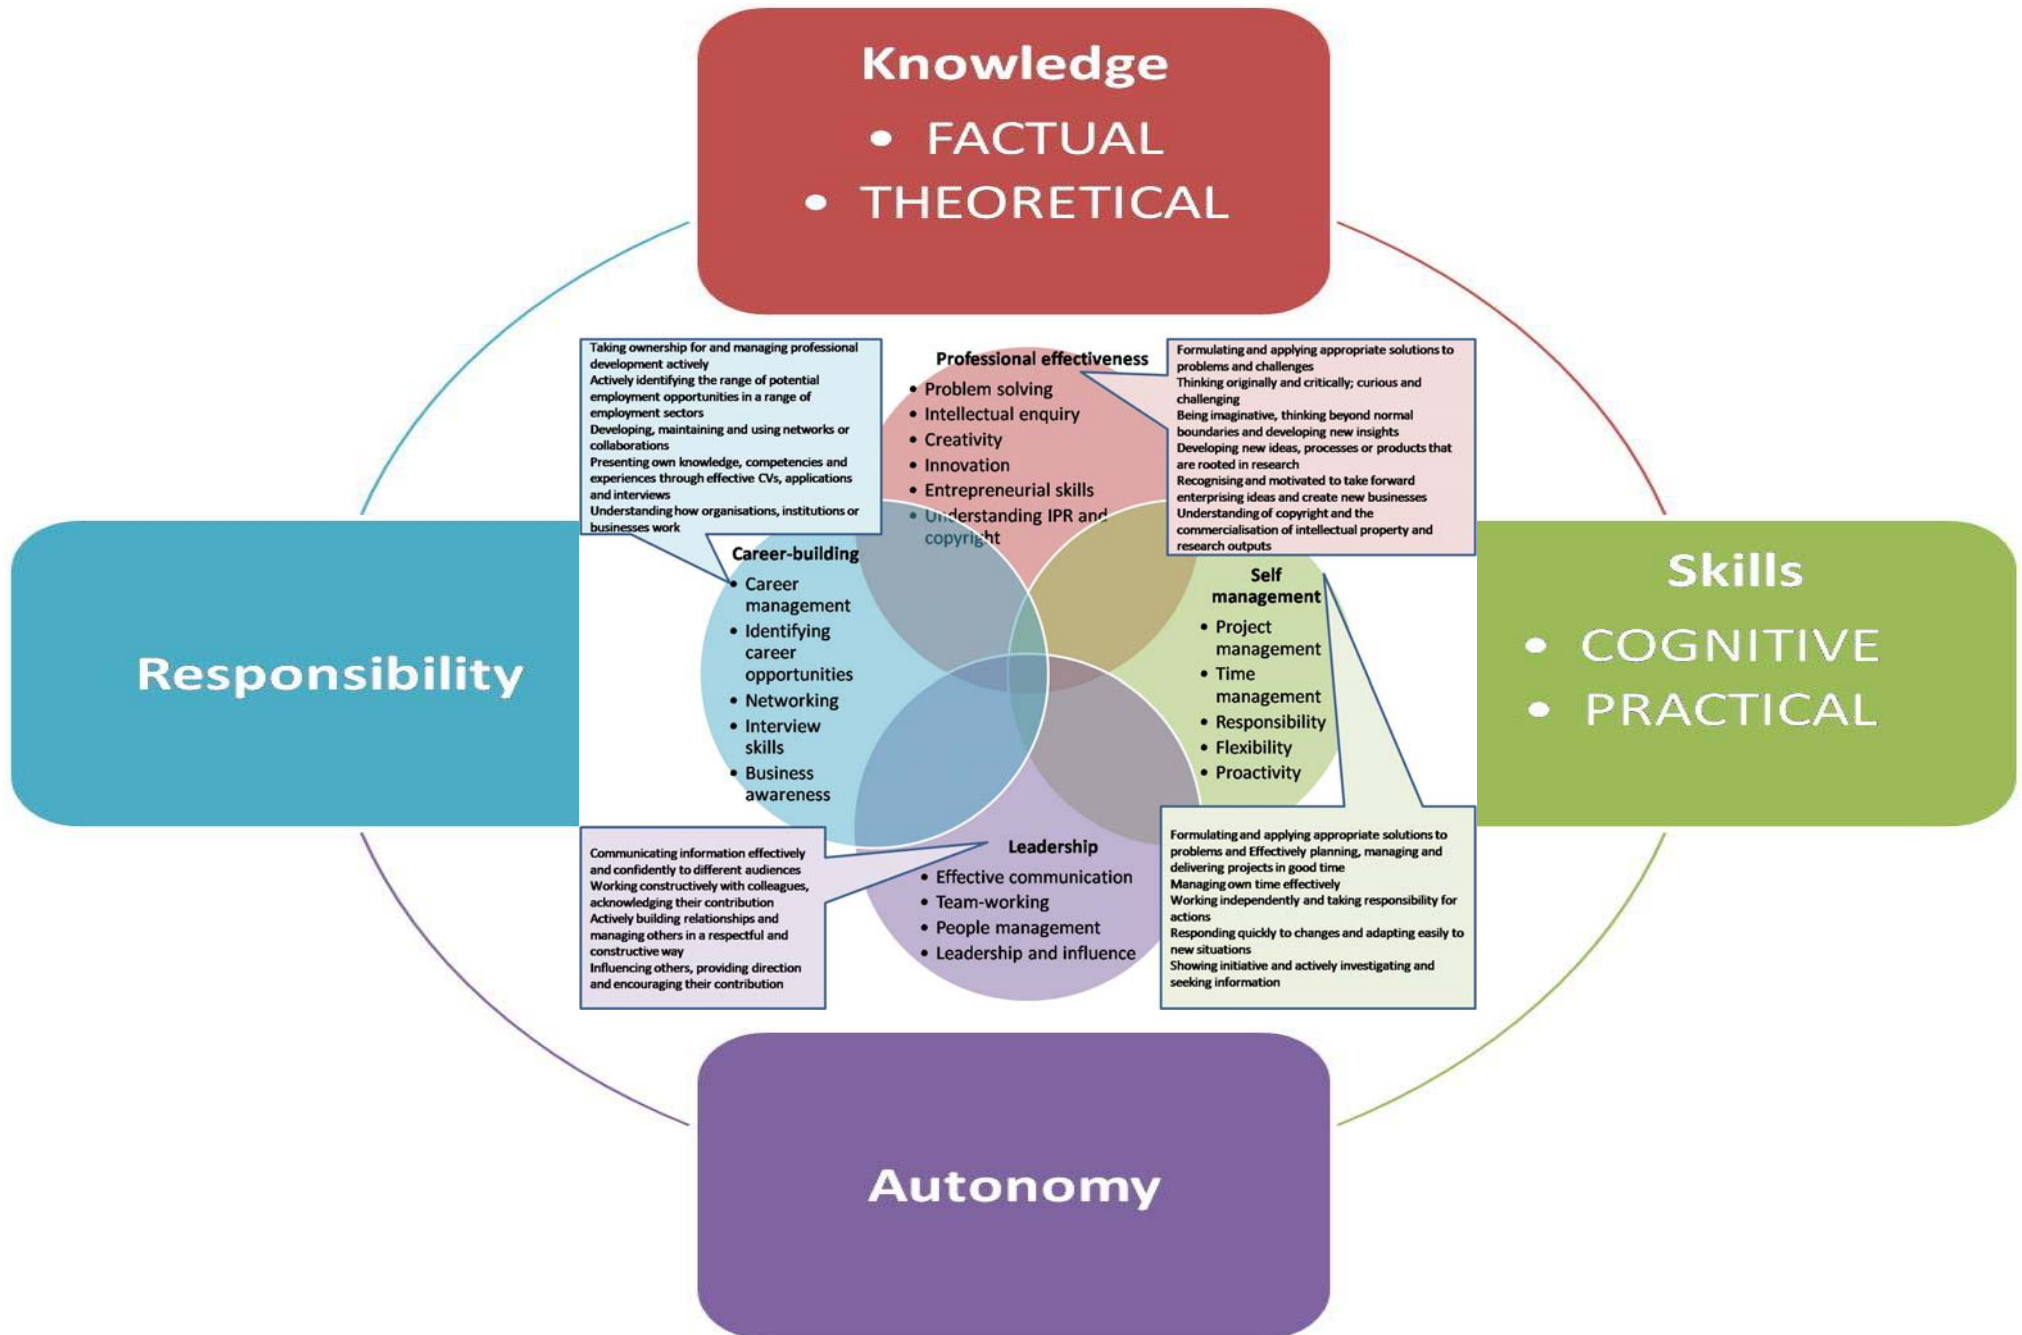 Knowledge
• FACTUAL
• THEORETICAL
Taking ownership for and managing professional
development actively
Actively identifying the range of potential
employment opportunities in a range of
employment sectors
Developing, maintaining and using networks or
collaborations
Presenting own knowledge, competencies and
experiences through effective CVs, applications
and interviews
Understanding how organisations, institutions or
businesses work
Professional effectiveness
• Problem solving
• Intellectual enquiry
• Creativity
• Innovation
• Entrepreneurial skills
• Understanding IPR and
copyright
Formulating and applying appropriate solutions to
problems and challenges
Thinking originally and critically; curious and
challenging
Being imaginative, thinking beyond normal
boundaries and developing new insights
Developing new ideas, processes or products that
are rooted in research
Recognising and motivated to take forward
enterprising ideas and create new businesses
Understanding of copyright and the
commercialisation of intellectual property and
research outputs
Responsibility
Career-building
• Career
management
• Identifying
career
opportunities
• Networking
• Interview
skills
• Business
awareness
Self
management
• Project
management
• Time
management
• Responsibility
• Flexibility
• Proactivity
Skills
• COGNITIVE
• PRACTICAL
Communicating information effectively
and confidently to different audiences
Working constructively with colleagues,
acknowledging their contribution
Actively building relationships and
managing others in a respectful and
constructive way
Influencing others, providing direction
and encouraging their contribution
Leadership
• Effective communication
• Team-working
• People management
• Leadership and influence
Formulating and applying appropriate solutions to
problems and Effectively planning, managing and
delivering projects in good time
Managing own time effectively
Working independently and taking responsibility for
actions
Responding quickly to changes and adapting easily to
new situations
Showing initiative and actively investigating and
seeking information
Autonomy